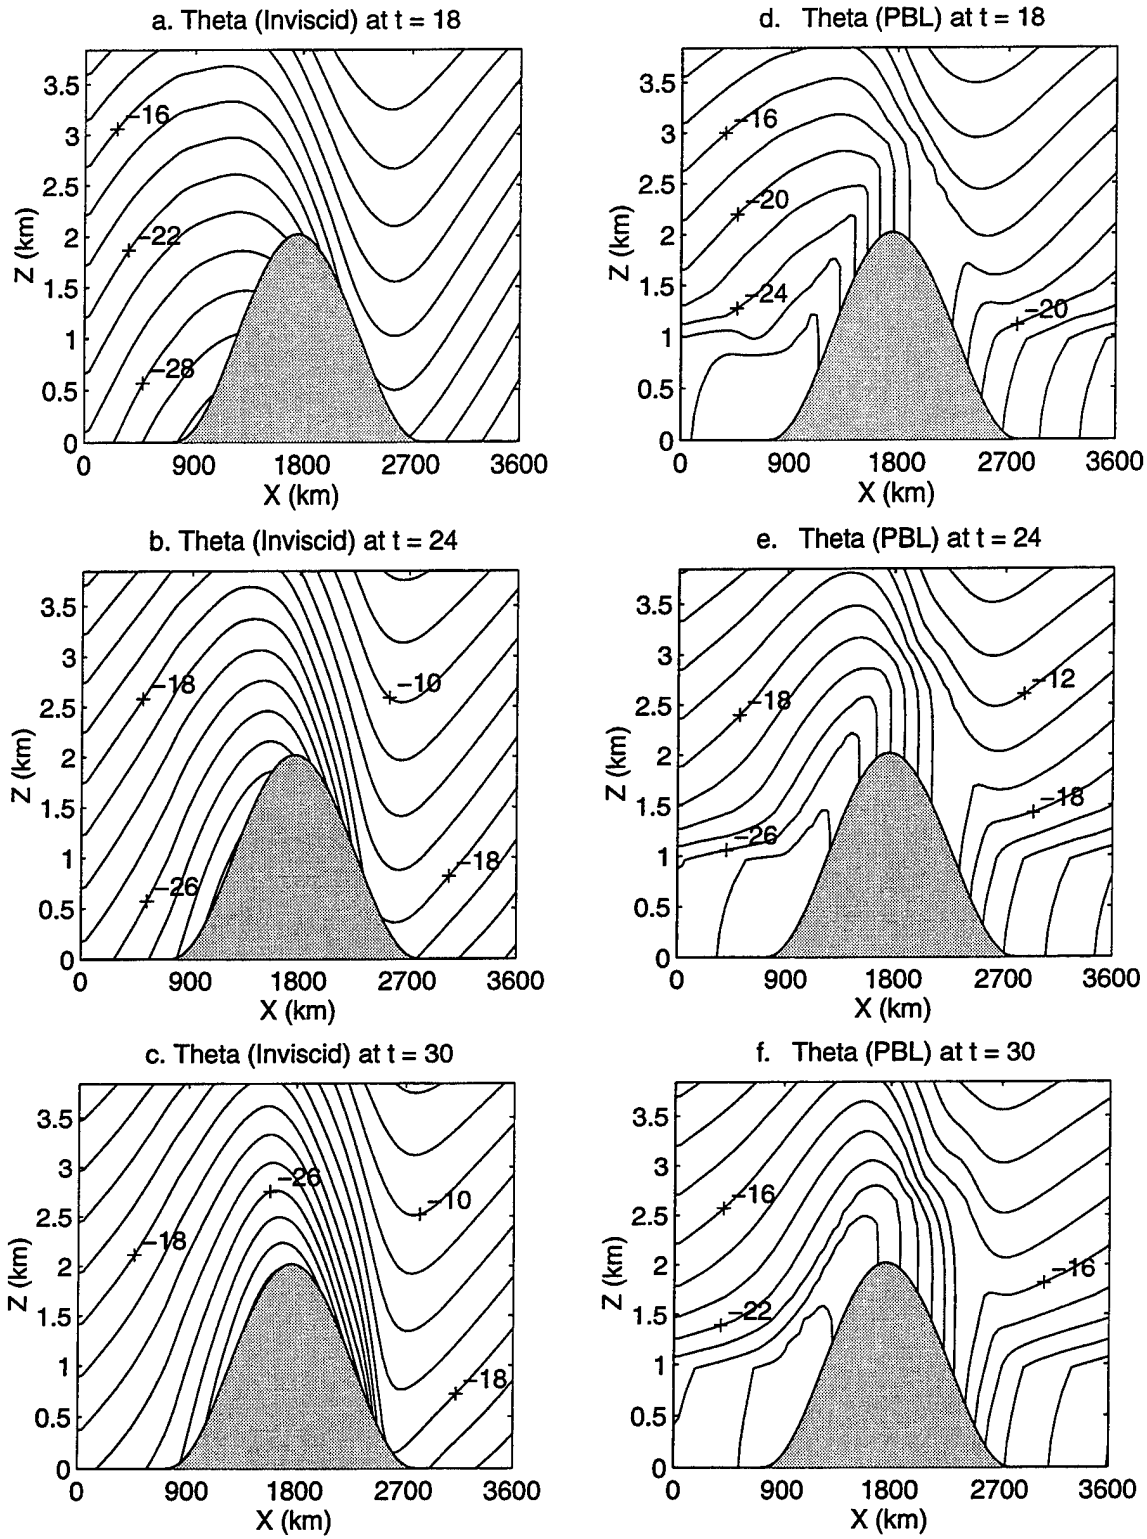 a. Theta (Inviscid) at t = 18
3.5
3
2.5
2
1.5
1
0.5
0
Z (km)
-16
-22
-28
0 900 1800 2700 3600
X (km)
d. Theta (PBL) at t = 18
3.5
3
2.5
2
1.5
1
0.5
0
Z (km)
-16
-20
-24
-20
0 900 1800 2700 3600
X (km)
b. Theta (Inviscid) at t = 24
3.5
3
2.5
2
1.5
1
0.5
0
Z (km)
-18
-10
-26
-18
0 900 1800 2700 3600
X (km)
e. Theta (PBL) at t = 24
3.5
3
2.5
2
1.5
1
0.5
0
Z (km)
-12
-18
-18
-26
0 900 1800 2700 3600
X (km)
c. Theta (Inviscid) at t = 30
3.5
3
2.5
2
1.5
1
0.5
0
Z (km)
-26
-10
-18
-18
0 900 1800 2700 3600
X (km)
f. Theta (PBL) at t = 30
3.5
3
2.5
2
1.5
1
0.5
0
Z (km)
-16
-16
-22
0 900 1800 2700 3600
X (km)